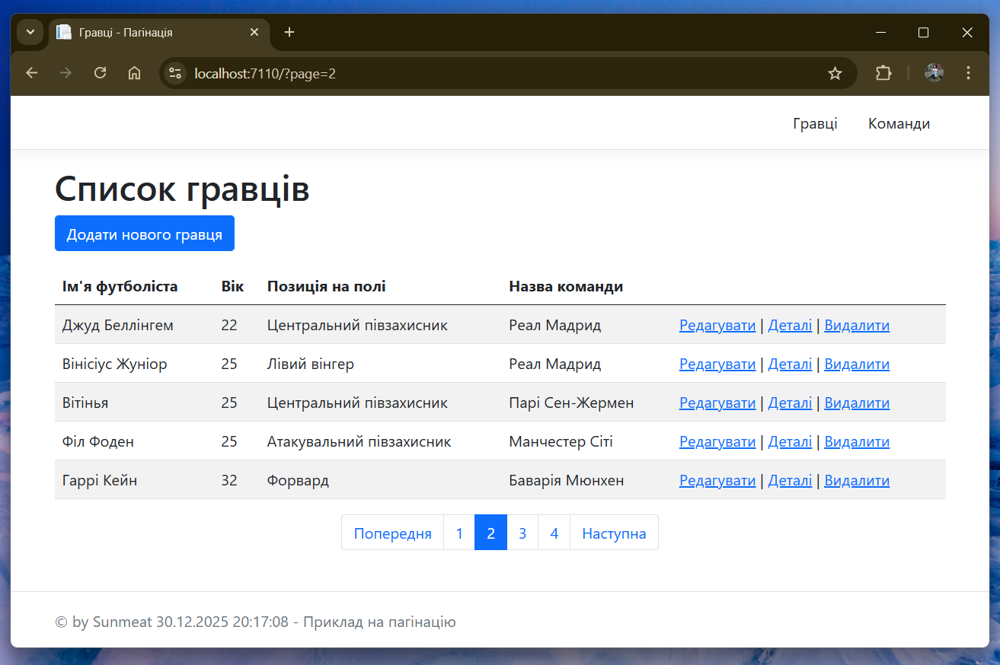 Гравці - Пагінація
localhost:7110/?page=2
Гравці Команди
Список гравців
Додати нового гравця
Ім'я футболіста Вік Позиція на полі Назва команди
Джуд Беллінгем 22 Центральний півзахисник Реал Мадрид Редагувати | Деталі | Видалити
Вінісіус Жуніор 25 Лівий вінгер Реал Мадрид Редагувати | Деталі | Видалити
Вітінья 25 Центральний півзахисник Парі Сен-Жермен Редагувати | Деталі | Видалити
Філ Фоден 25 Атакувальний півзахисник Манчестер Сіті Редагувати | Деталі | Видалити
Гаррі Кейн 32 Форвард Баварія Мюнхен Редагувати | Деталі | Видалити
Попередня 1 2 3 4 Наступна
© by Sunmeat 30.12.2025 20:17:08 - Приклад на пагінацію